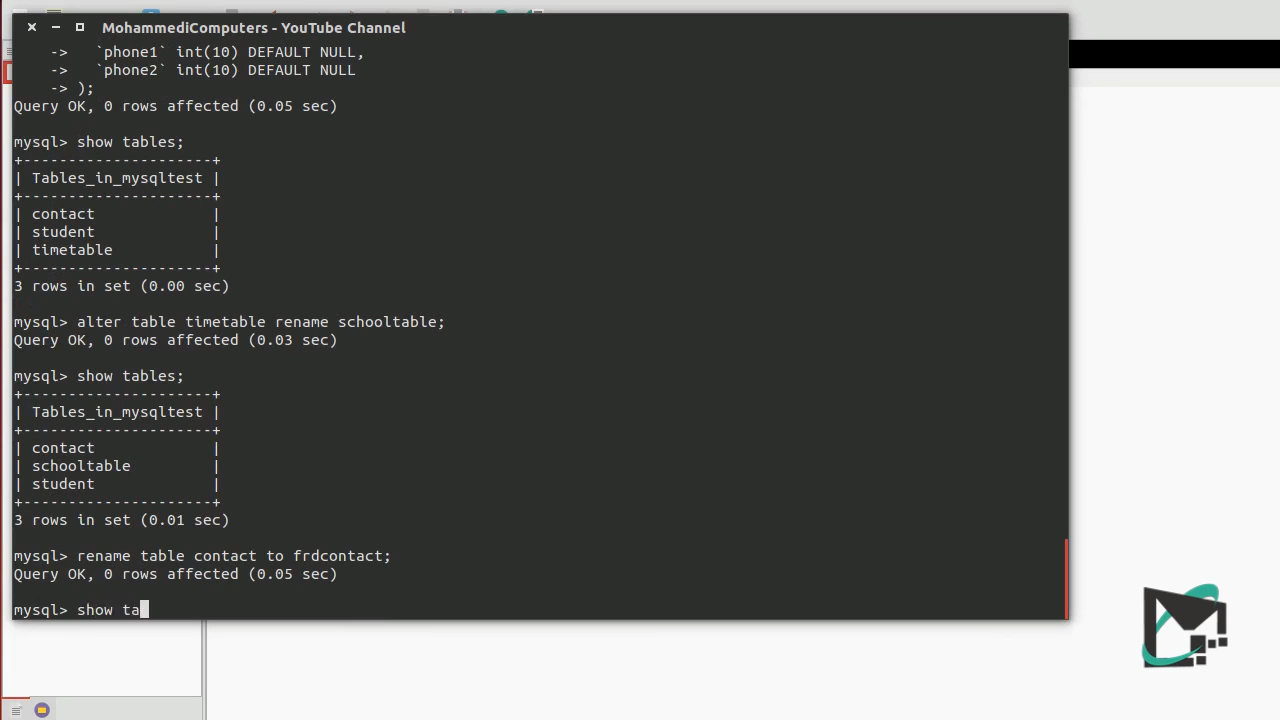 MohammediComputers - YouTube Channel
    ->   `phone1` int(10) DEFAULT NULL,
    ->   `phone2` int(10) DEFAULT NULL
    -> );
Query OK, 0 rows affected (0.05 sec)
mysql> show tables;
+---------------------+
| Tables_in_mysqltest |
+---------------------+
| contact             |
| student             |
| timetable           |
+---------------------+
3 rows in set (0.00 sec)
mysql> alter table timetable rename schooltable;
Query OK, 0 rows affected (0.03 sec)
mysql> show tables;
+---------------------+
| Tables_in_mysqltest |
+---------------------+
| contact             |
| schooltable         |
| student             |
+---------------------+
3 rows in set (0.01 sec)
mysql> rename table contact to frdcontact;
Query OK, 0 rows affected (0.05 sec)
mysql> show ta